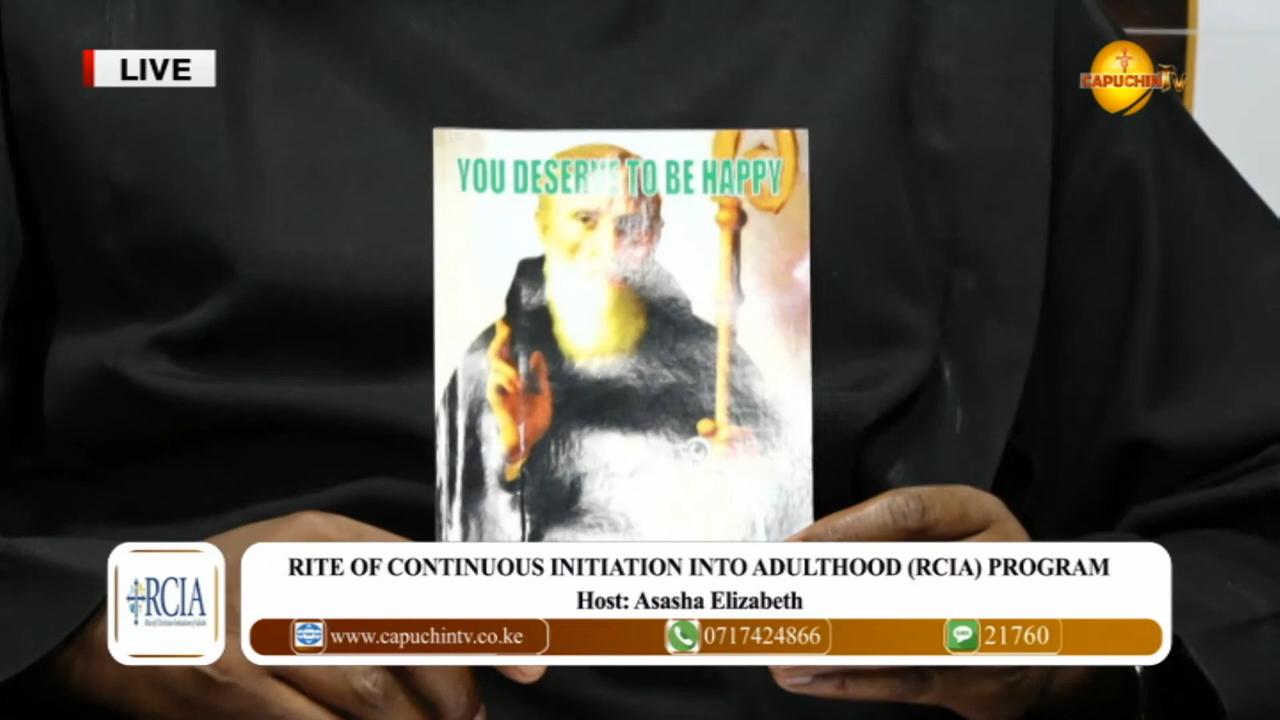 LIVE
CAPUCHIN TV
YOU DESERVE TO BE HAPPY
RCIA
RITE OF CONTINUOUS INITIATION INTO ADULTHOOD (RCIA) PROGRAM
Host: Asasha Elizabeth
www.capuchintv.co.ke
0717424866
21760